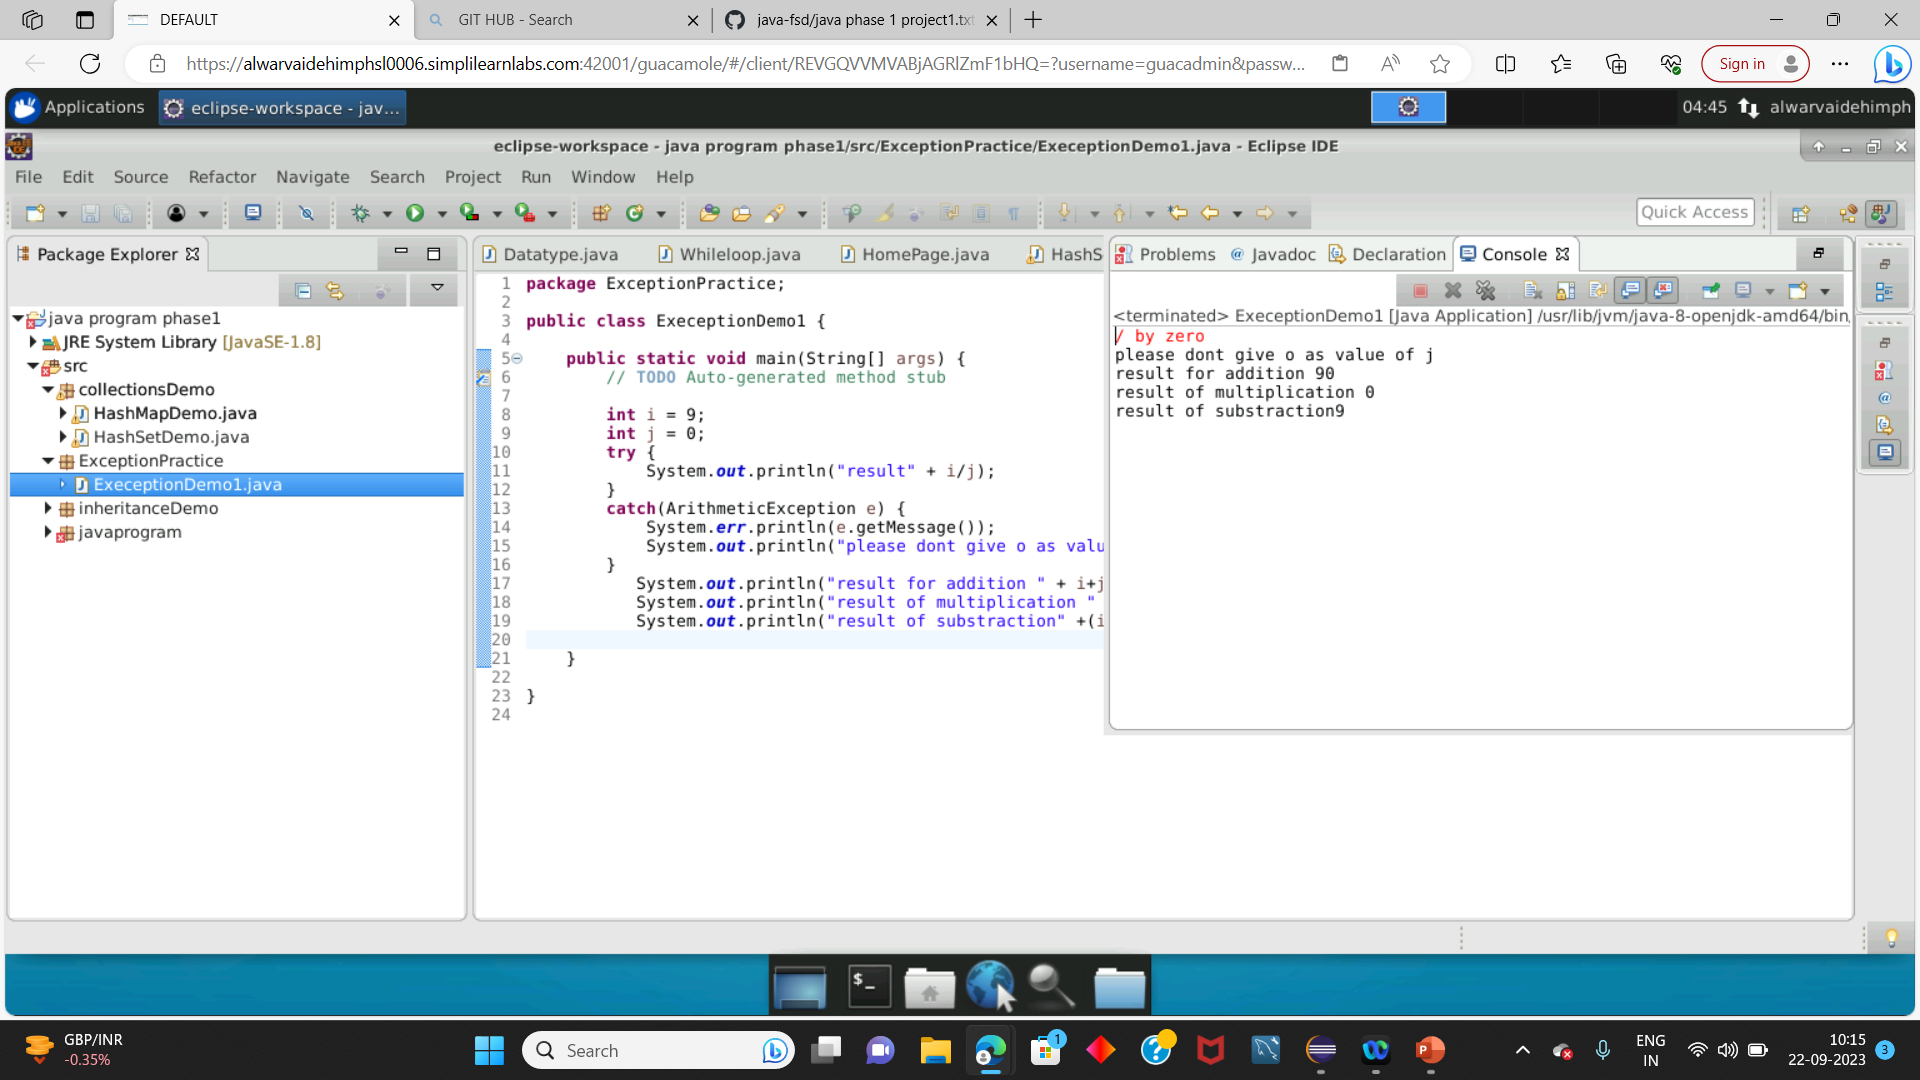 DEFAULT
GIT HUB - Search
java-fsd/java phase 1 project1.txt
https://alwarvaidehimphsl0006.simplilearnlabs.com:42001/guacamole/#/client/REVGQVVMVABjAGRlZmF1bHQ=?username=guacadmin&passw...
Sign in
Applications
eclipse-workspace - jav...
04:45
alwarvaidehimph
eclipse-workspace - java program phase1/src/ExceptionPractice/ExeceptionDemo1.java - Eclipse IDE
File Edit Source Refactor Navigate Search Project Run Window Help
Quick Access
Package Explorer
java program phase1
JRE System Library [JavaSE-1.8]
src
collectionsDemo
HashMapDemo.java
HashSetDemo.java
ExceptionPractice
ExeceptionDemo1.java
inheritanceDemo
javaprogram
Datatype.java Whileloop.java HomePage.java HashS
1 package ExceptionPractice;
2
3 public class ExeceptionDemo1 {
4
5 public static void main(String[] args) {
6 // TODO Auto-generated method stub
7
8 int i = 9;
9 int j = 0;
10 try {
11 System.out.println("result" + i/j);
12 }
13 catch(ArithmeticException e) {
14 System.err.println(e.getMessage());
15 System.out.println("please dont give o as valu
16 }
17 System.out.println("result for addition " + i+j
18 System.out.println("result of multiplication "
19 System.out.println("result of substraction" +(i
20
21 }
22
23 }
24
Problems @ Javadoc Declaration Console
<terminated> ExeceptionDemo1 [Java Application] /usr/lib/jvm/java-8-openjdk-amd64/bin/
/ by zero
please dont give o as value of j
result for addition 90
result of multiplication 0
result of substraction9
GBP/INR
-0.35%
Search
1
ENG
IN
10:15
22-09-2023
3